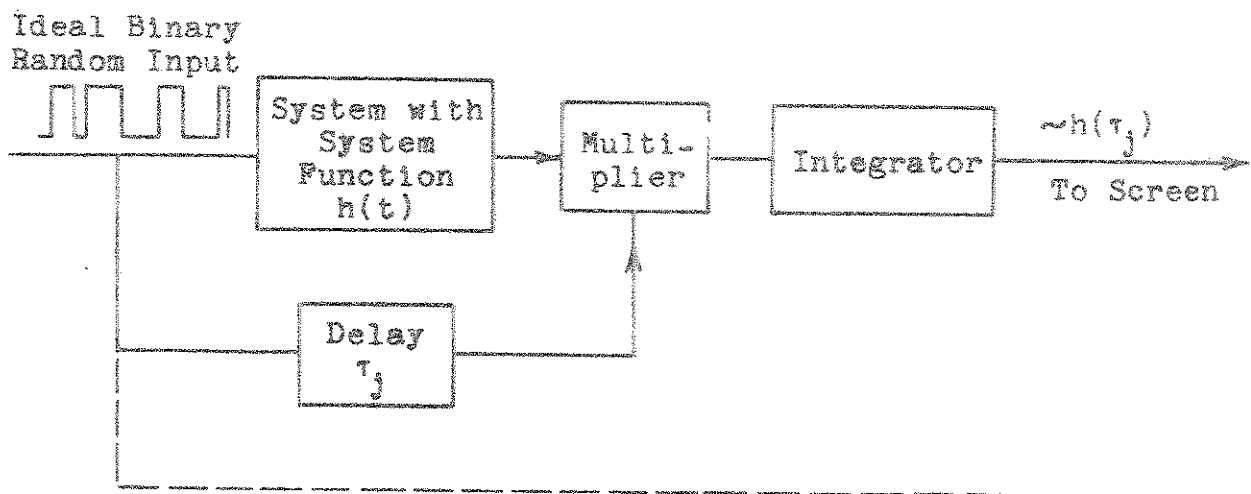 Ideal Binary
Random Input
System with
System
Function
h(t)
Multi-
plier
Integrator
~h(τj)
To Screen
Delay
τj